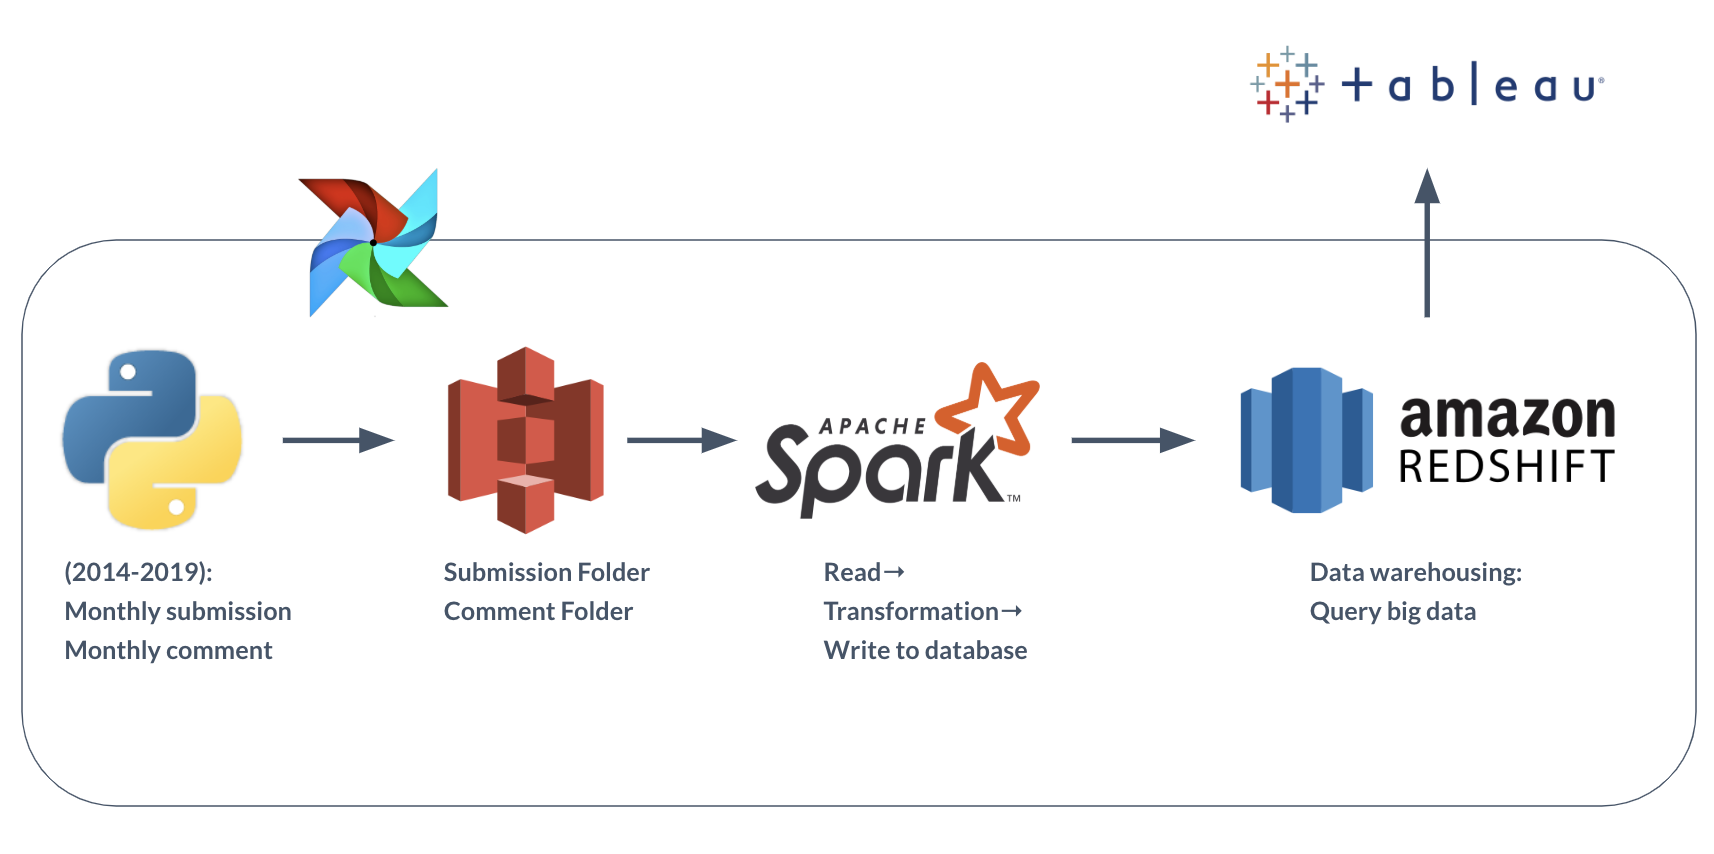 +ableau®
APACHE
Spark™
amazon
REDSHIFT
(2014-2019):
Monthly submission
Monthly comment
Submission Folder
Comment Folder
Read→
Transformation→
Write to database
Data warehousing:
Query big data